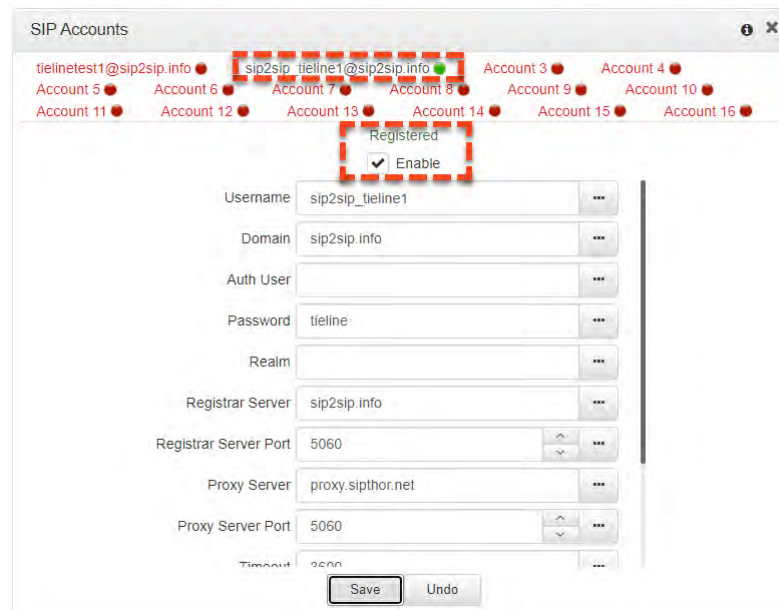 SIP Accounts
tielinetest1@sip2sip.info sip2sip_tieline1@sip2sip.info Account 3 Account 4
Account 5 Account 6 Account 7 Account 8 Account 9 Account 10
Account 11 Account 12 Account 13 Account 14 Account 15 Account 16
Registered
Enable
Username sip2sip_tieline1
Domain sip2sip.info
Auth User
Password tieline
Realm
Registrar Server sip2sip.info
Registrar Server Port 5060
Proxy Server proxy.sipthor.net
Proxy Server Port 5060
Timeout 3600
Save Undo